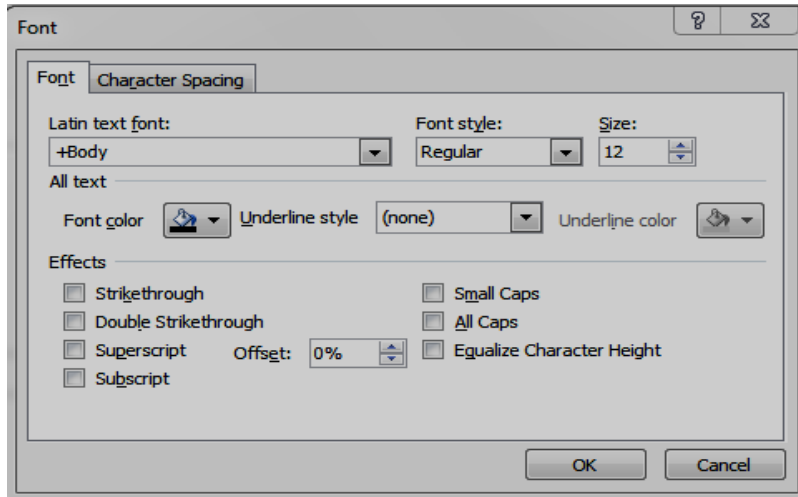 Font
Font Character Spacing
Latin text font: Font style: Size:
+Body Regular 12
All text
Font color Underline style (none) Underline color
Effects
Strikethrough Small Caps
Double Strikethrough All Caps
Superscript Offset: 0% Equalize Character Height
Subscript
OK Cancel